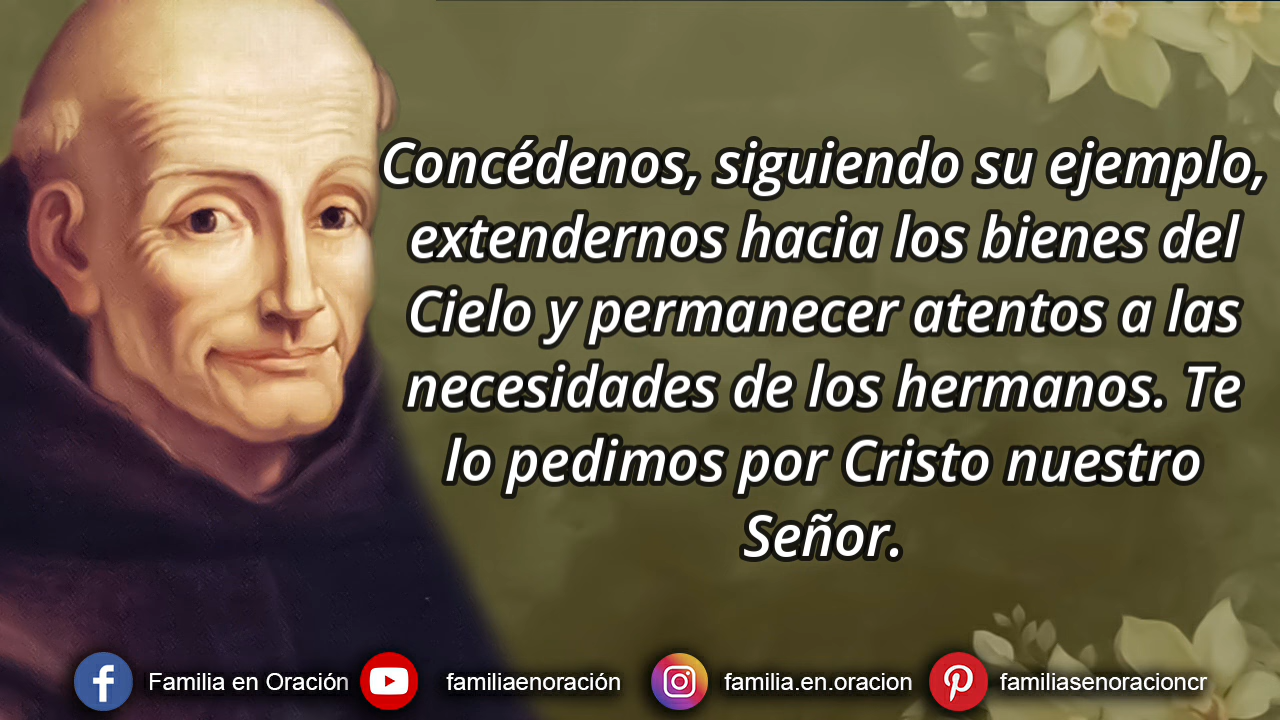 Concédenos, siguiendo su ejemplo,
extendernos hacia los bienes del
Cielo y permanecer atentos a las
necesidades de los hermanos. Te
lo pedimos por Cristo nuestro
Señor.
Familia en Oración familiaenoración familia.en.oracion familiasenoracioncr